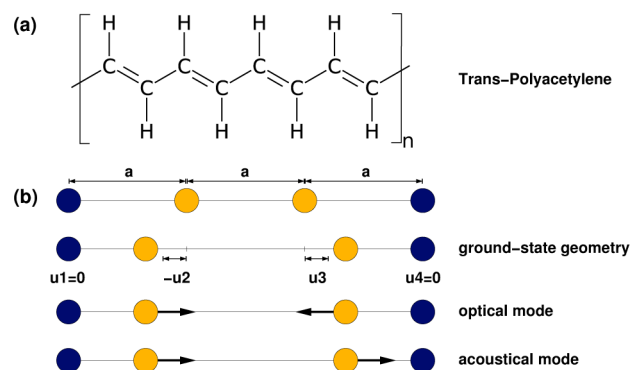 (a)
H H H H
C C C C
C C C C
H H H H
n
Trans-Polyacetylene
(b)
a a a
ground-state geometry
u1=0 -u2 u3 u4=0
optical mode
acoustical mode